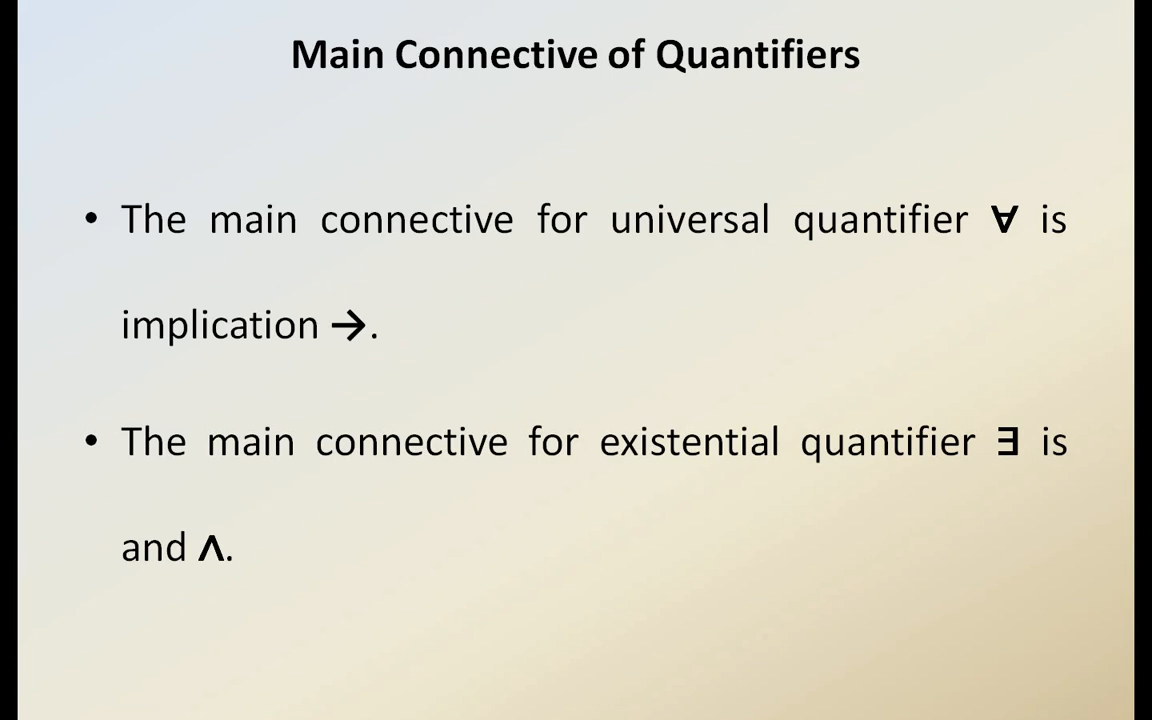 Main Connective of Quantifiers
• The main connective for universal quantifier ∀ is
implication →.
• The main connective for existential quantifier ∃ is
and Λ.